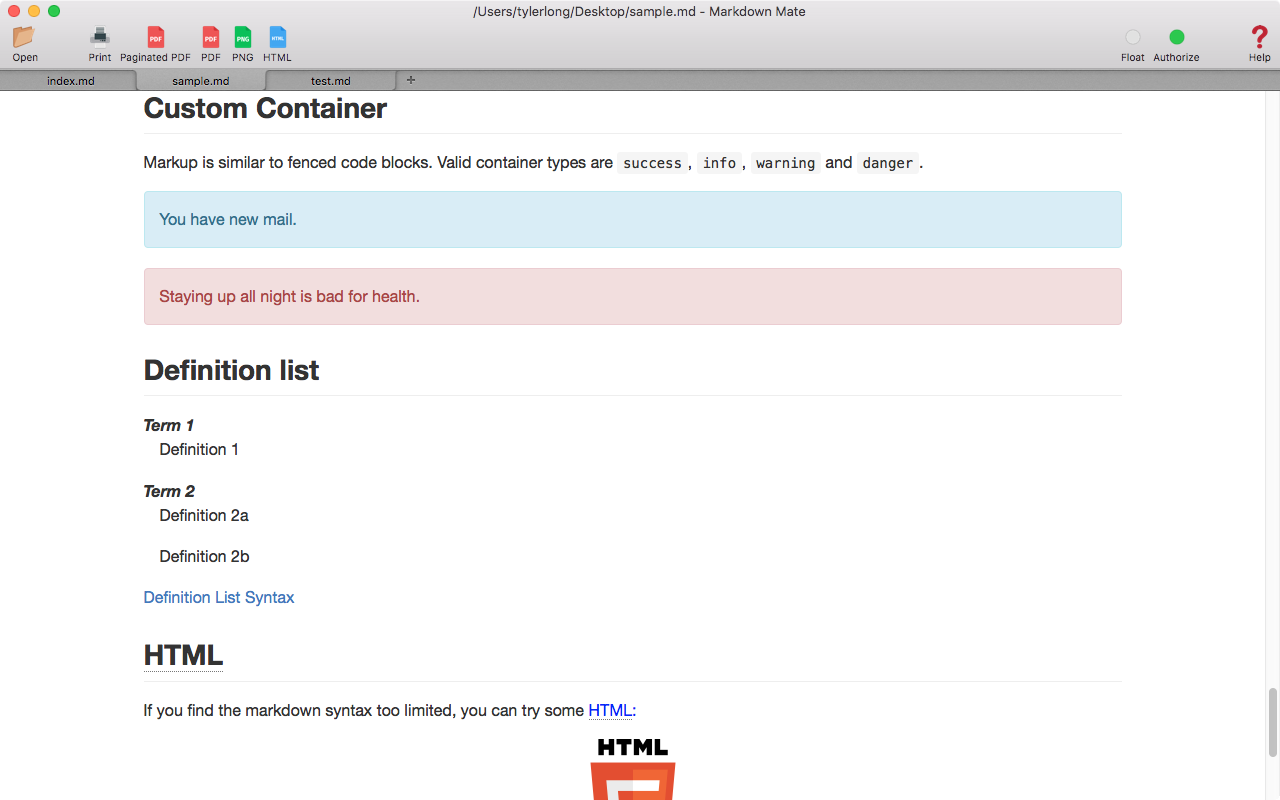 /Users/tylerlong/Desktop/sample.md - Markdown Mate
PDF PDF PNG HTML
Open Print Paginated PDF PDF PNG HTML Float Authorize Help
index.md sample.md test.md +
Custom Container
Markup is similar to fenced code blocks. Valid container types are success, info, warning and danger.
You have new mail.
Staying up all night is bad for health.
Definition list
Term 1
Definition 1
Term 2
Definition 2a
Definition 2b
Definition List Syntax
HTML
If you find the markdown syntax too limited, you can try some HTML:
HTML